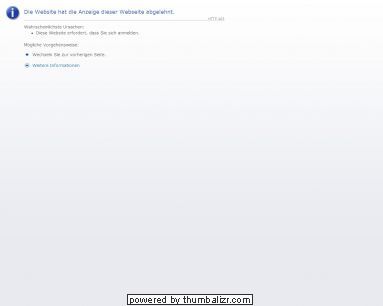 Die Website hat die Anzeige dieser Webseite abgelehnt.
HTTP 403
Wahrscheinlichste Ursachen:
Diese Website erfordert, dass Sie sich anmelden.
Mögliche Vorgehensweise:
Wechseln Sie zur vorherigen Seite.
Weitere Informationen
powered by thumbalizr.com